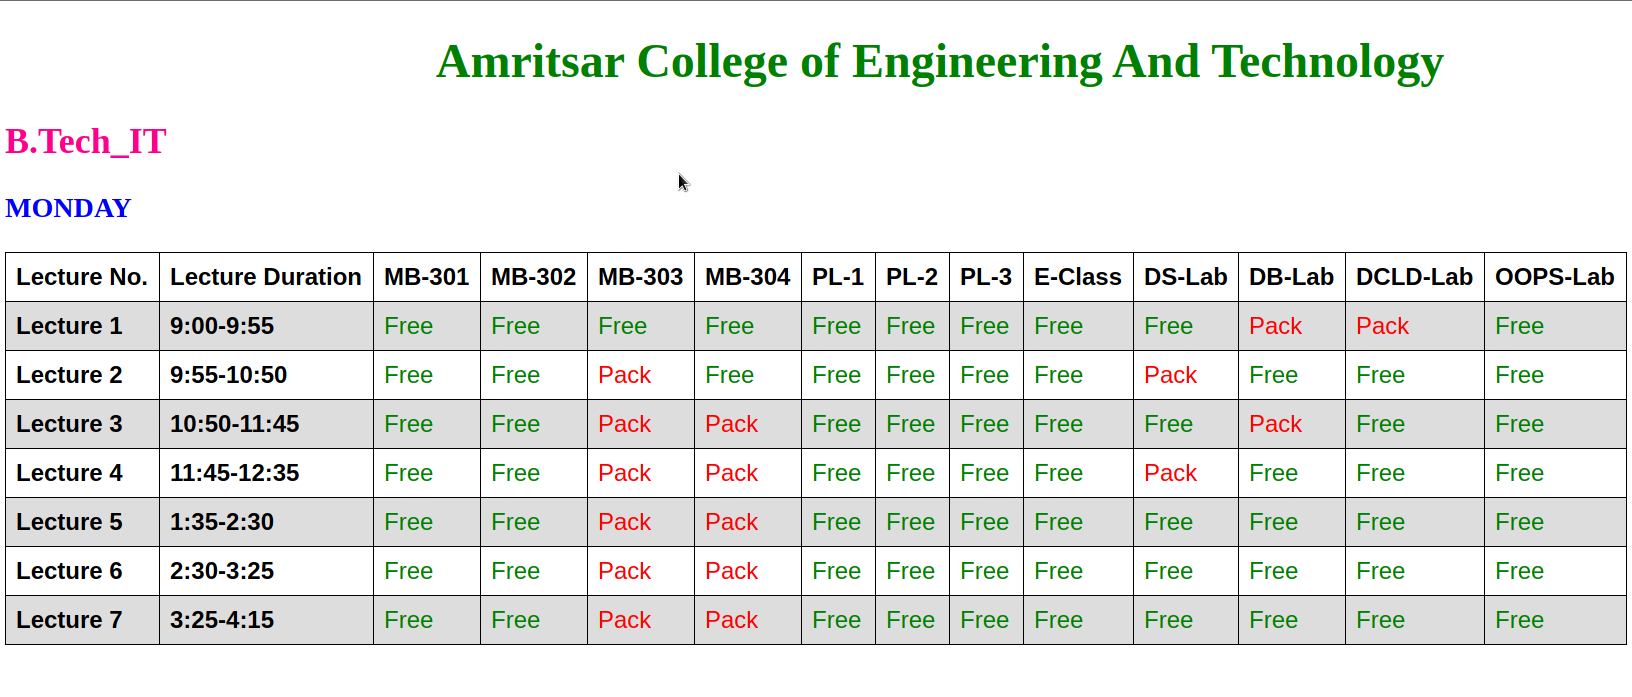 Amritsar College of Engineering And Technology
B.Tech_IT
MONDAY
Lecture No. Lecture Duration MB-301 MB-302 MB-303 MB-304 PL-1 PL-2 PL-3 E-Class DS-Lab DB-Lab DCLD-Lab OOPS-Lab
Lecture 1 9:00-9:55 Free Free Free Free Free Free Free Free Free Pack Pack Free
Lecture 2 9:55-10:50 Free Free Pack Free Free Free Free Free Pack Free Free Free
Lecture 3 10:50-11:45 Free Free Pack Pack Free Free Free Free Free Pack Free Free
Lecture 4 11:45-12:35 Free Free Pack Pack Free Free Free Free Pack Free Free Free
Lecture 5 1:35-2:30 Free Free Pack Pack Free Free Free Free Free Free Free Free
Lecture 6 2:30-3:25 Free Free Pack Pack Free Free Free Free Free Free Free Free
Lecture 7 3:25-4:15 Free Free Pack Pack Free Free Free Free Free Free Free Free